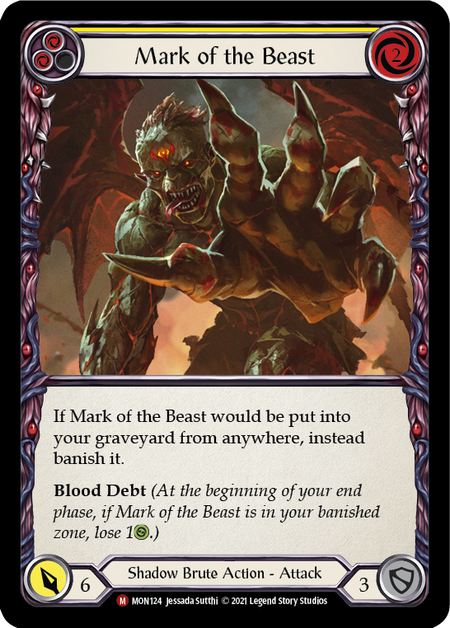 Mark of the Beast
2
If Mark of the Beast would be put into
your graveyard from anywhere, instead
banish it.
Blood Debt (At the beginning of your end
phase, if Mark of the Beast is in your banished
zone, lose 1.)
6
Shadow Brute Action - Attack
3
M MON124 Jessada Sutthi © 2021 Legend Story Studios